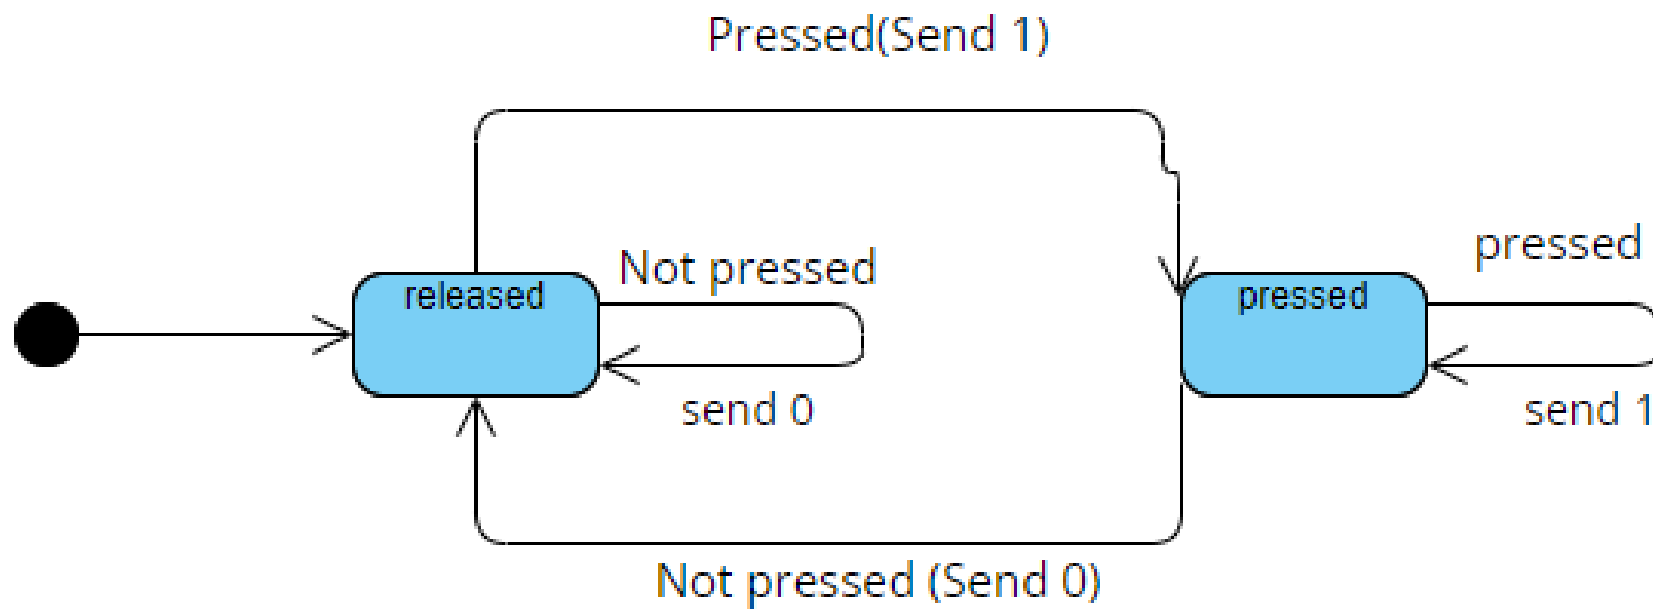 Pressed(Send 1)
Not pressed
pressed
released
pressed
send 0
send 1
Not pressed (Send 0)